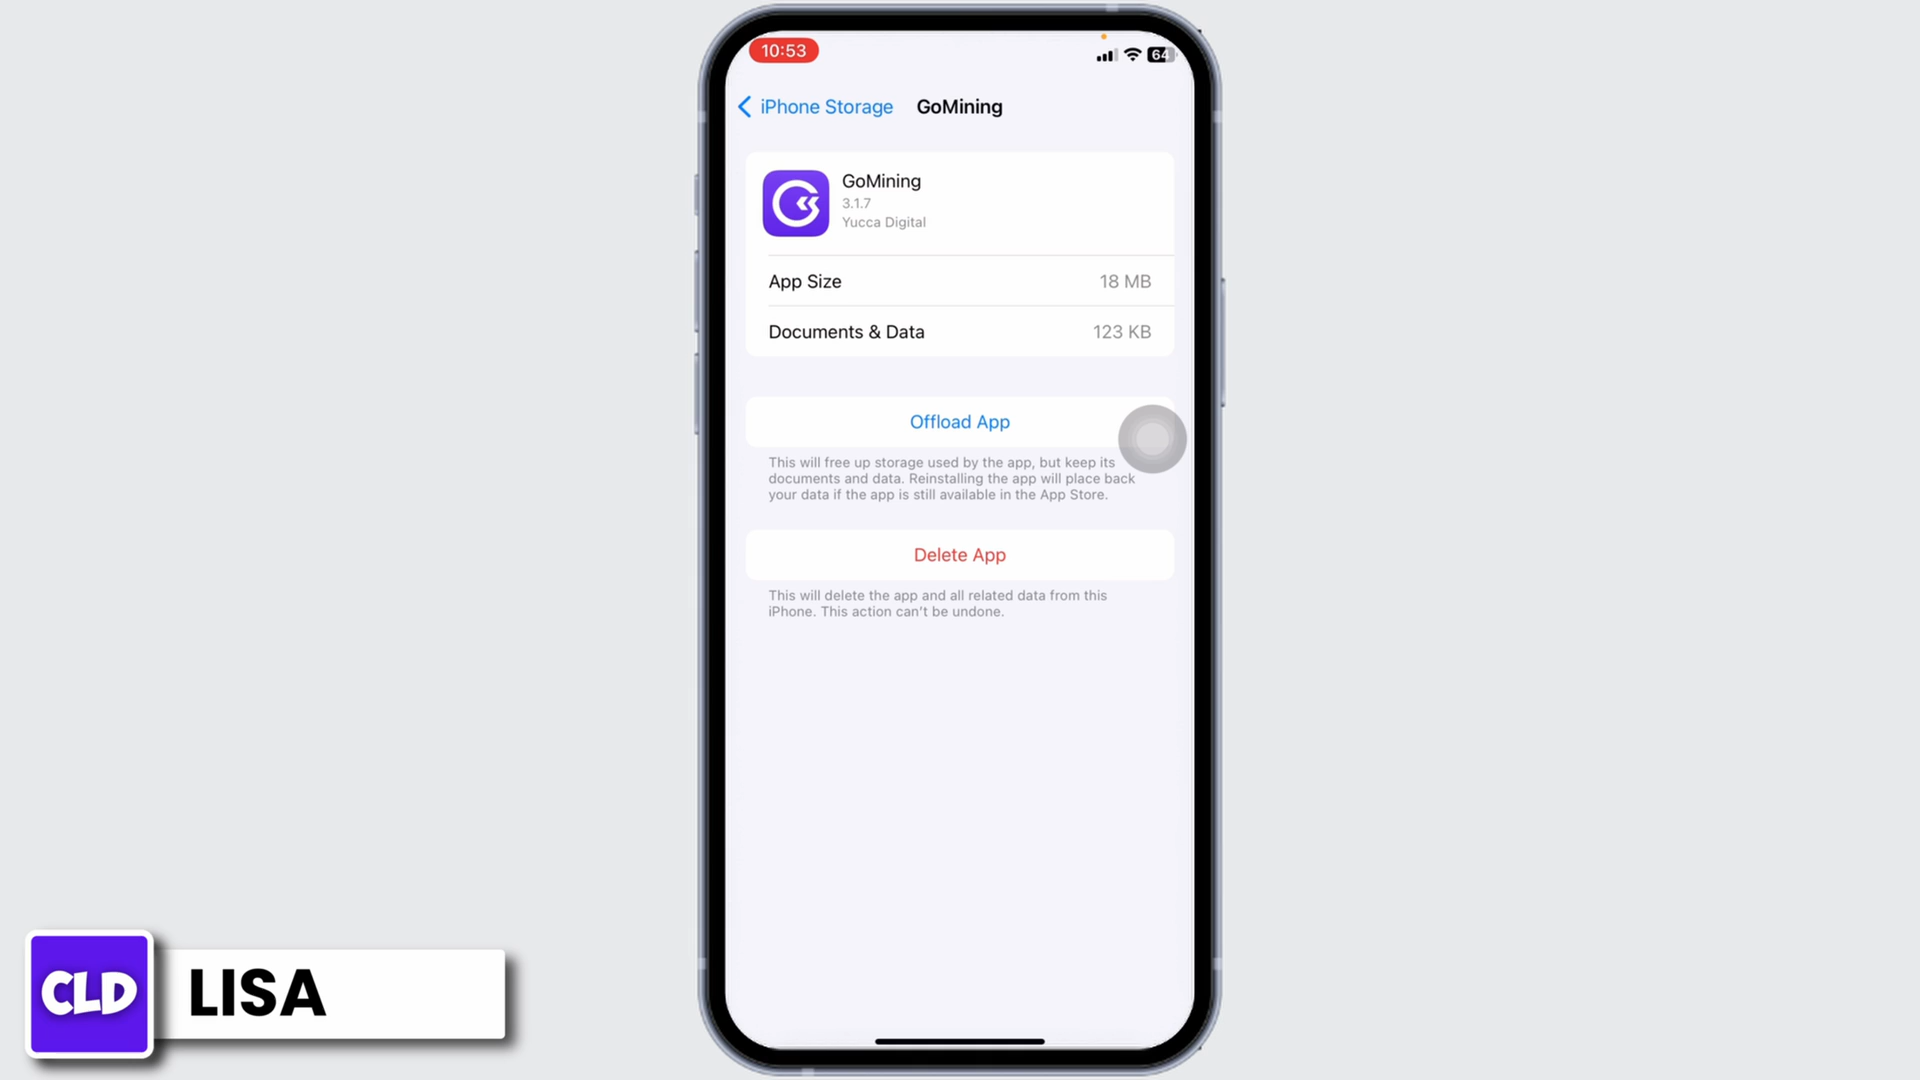 10:53
64
iPhone Storage
GoMining
GoMining
3.1.7
Yucca Digital
App Size
18 MB
Documents & Data
123 KB
Offload App
This will free up storage used by the app, but keep its
documents and data. Reinstalling the app will place back
your data if the app is still available in the App Store.
Delete App
This will delete the app and all related data from this
iPhone. This action can't be undone.
CLD
LISA